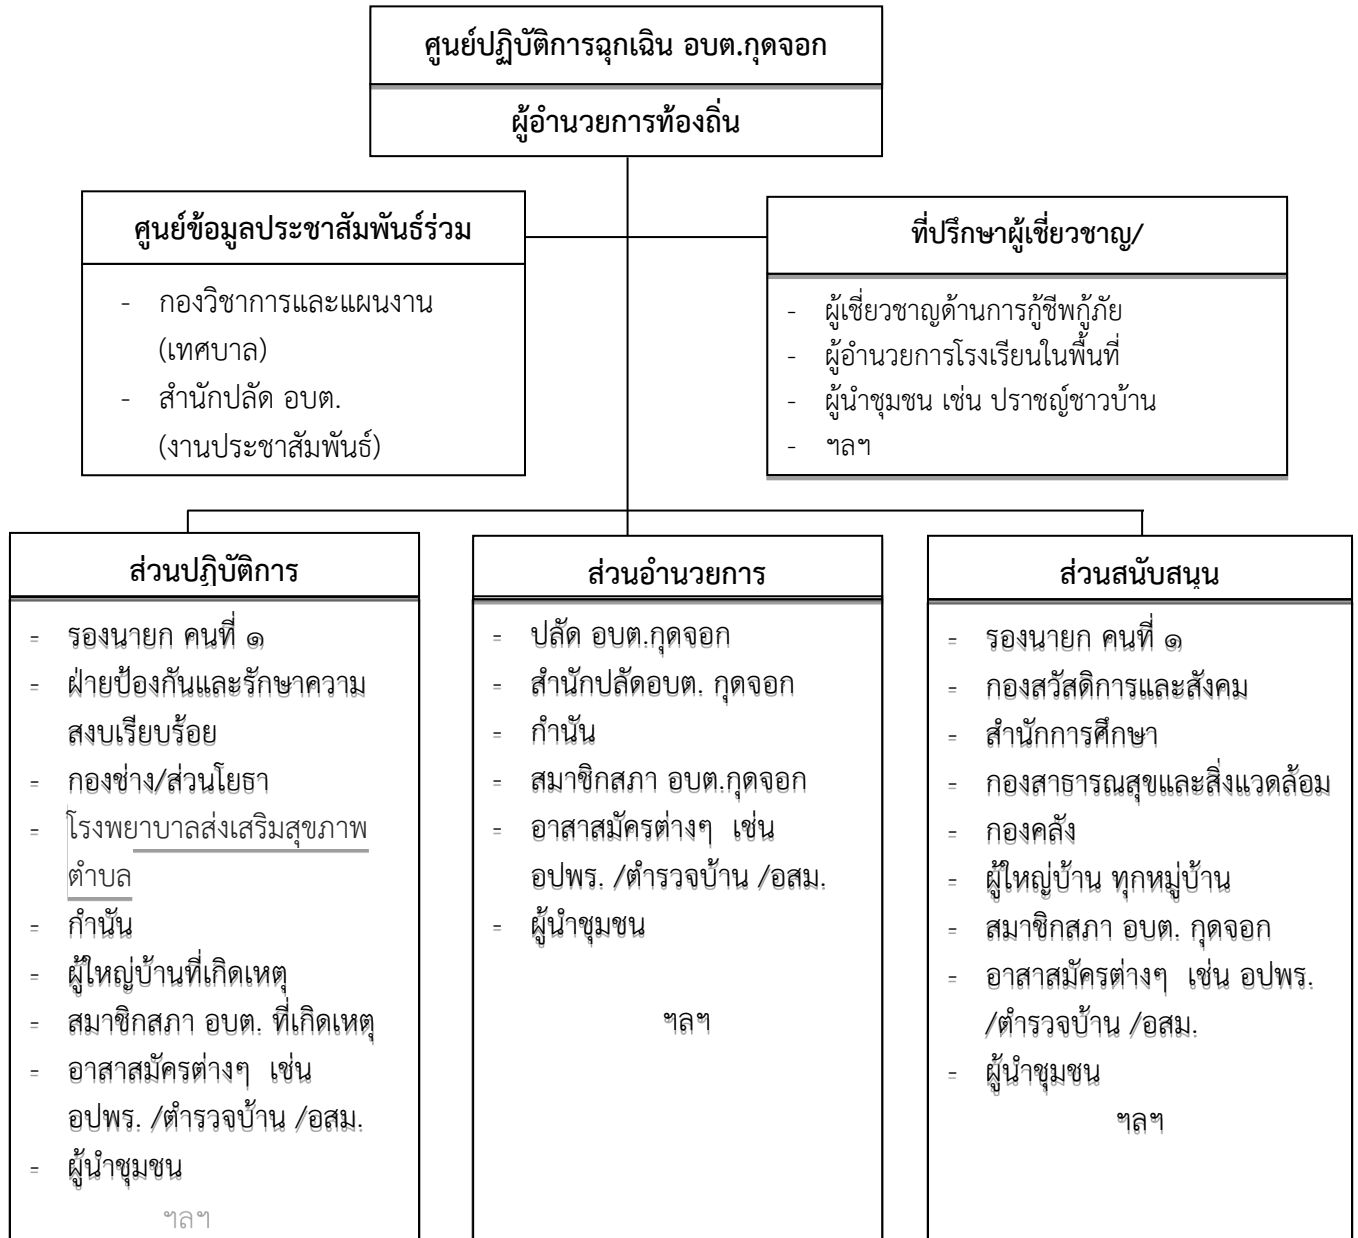 ศูนย์ปฏิบัติการฉุกเฉิน อบต.กุดจอก
ผู้อำนวยการท้องถิ่น
ศูนย์ข้อมูลประชาสัมพันธ์ร่วม
- กองวิชาการและแผนงาน
(เทศบาล)
- สำนักปลัด อบต.
(งานประชาสัมพันธ์)
ที่ปรึกษาผู้เชี่ยวชาญ/
- ผู้เชี่ยวชาญด้านการกู้ชีพกู้ภัย
- ผู้อำนวยการโรงเรียนในพื้นที่
- ผู้นำชุมชน เช่น ปราชญ์ชาวบ้าน
- ฯลฯ
ส่วนปฏิบัติการ
- รองนายก คนที่ ๑
- ฝ่ายป้องกันและรักษาความ
สงบเรียบร้อย
- กองช่าง/ส่วนโยธา
- โรงพยาบาลส่งเสริมสุขภาพ
ตำบล
- กำนัน
- ผู้ใหญ่บ้านที่เกิดเหตุ
- สมาชิกสภา อบต. ที่เกิดเหตุ
- อาสาสมัครต่างๆ เช่น
อปพร. /ตำรวจบ้าน /อสม.
- ผู้นำชุมชน
ฯลฯ
ส่วนอำนวยการ
- ปลัด อบต.กุดจอก
- สำนักปลัดอบต. กุดจอก
- กำนัน
- สมาชิกสภา อบต.กุดจอก
- อาสาสมัครต่างๆ เช่น
อปพร. /ตำรวจบ้าน /อสม.
- ผู้นำชุมชน
ฯลฯ
ส่วนสนับสนุน
- รองนายก คนที่ ๑
- กองสวัสดิการและสังคม
- สำนักการศึกษา
- กองสาธารณสุขและสิ่งแวดล้อม
- กองคลัง
- ผู้ใหญ่บ้าน ทุกหมู่บ้าน
- สมาชิกสภา อบต. กุดจอก
- อาสาสมัครต่างๆ เช่น อปพร.
/ตำรวจบ้าน /อสม.
- ผู้นำชุมชน
ฯลฯ